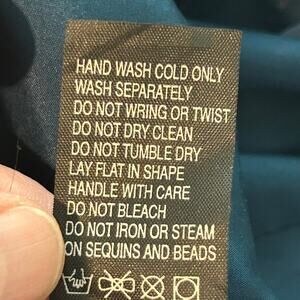 HAND WASH COLD ONLY
WASH SEPARATELY
DO NOT WRING OR TWIST
DO NOT DRY CLEAN
DO NOT TUMBLE DRY
LAY FLAT IN SHAPE
HANDLE WITH CARE
DO NOT BLEACH
DO NOT IRON OR STEAM
ON SEQUINS AND BEADS